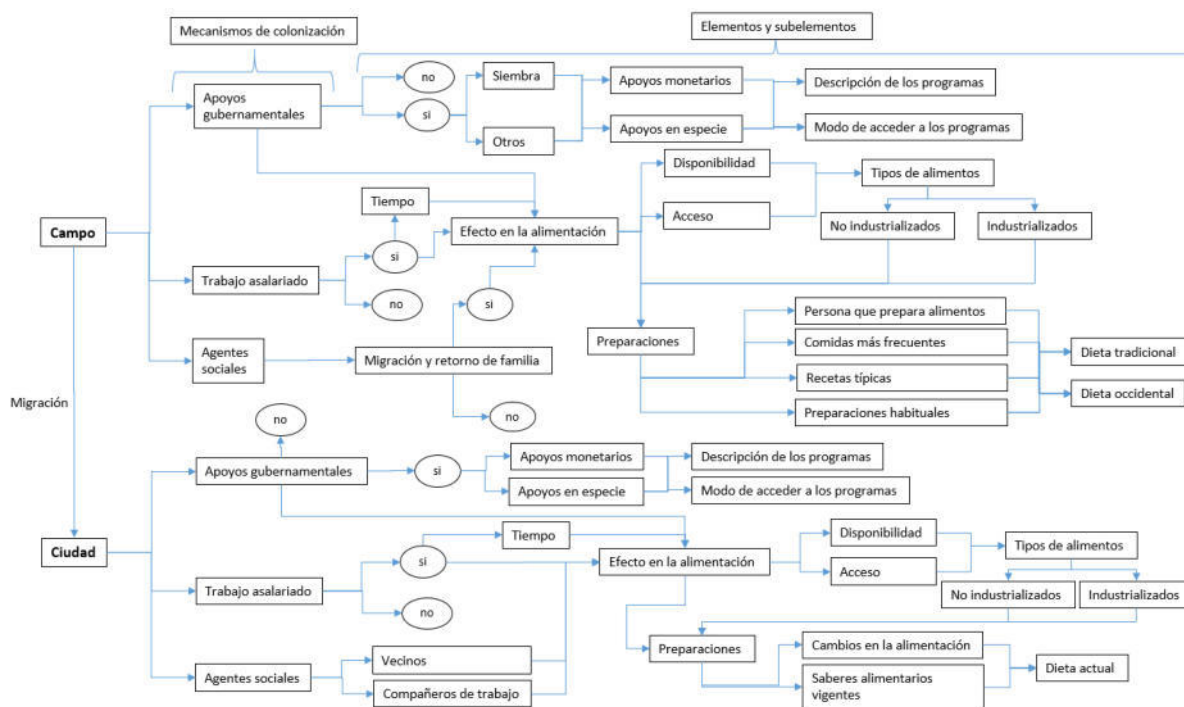 Mecanismos de colonización
Elementos y subelementos
Apoyos
gubernamentales
no
si
Siembra
Otros
Apoyos monetarios
Apoyos en especie
Descripción de los programas
Modo de acceder a los programas
Campo
Tiempo
Efecto en la alimentación
Disponibilidad
Acceso
Tipos de alimentos
No industrializados
Industrializados
Trabajo asalariado
si
no
si
Agentes
sociales
Migración y retorno de familia
no
Preparaciones
Persona que prepara alimentos
Comidas más frecuentes
Recetas típicas
Preparaciones habituales
Dieta tradicional
Dieta occidental
Migración
no
Apoyos gubernamentales
si
Apoyos monetarios
Apoyos en especie
Descripción de los programas
Modo de acceder a los programas
Ciudad
Tiempo
si
Efecto en la alimentación
Disponibilidad
Acceso
Tipos de alimentos
No industrializados
Industrializados
Trabajo asalariado
no
Agentes sociales
Vecinos
Compañeros de trabajo
Preparaciones
Cambios en la alimentación
Saberes alimentarios
vigentes
Dieta actual